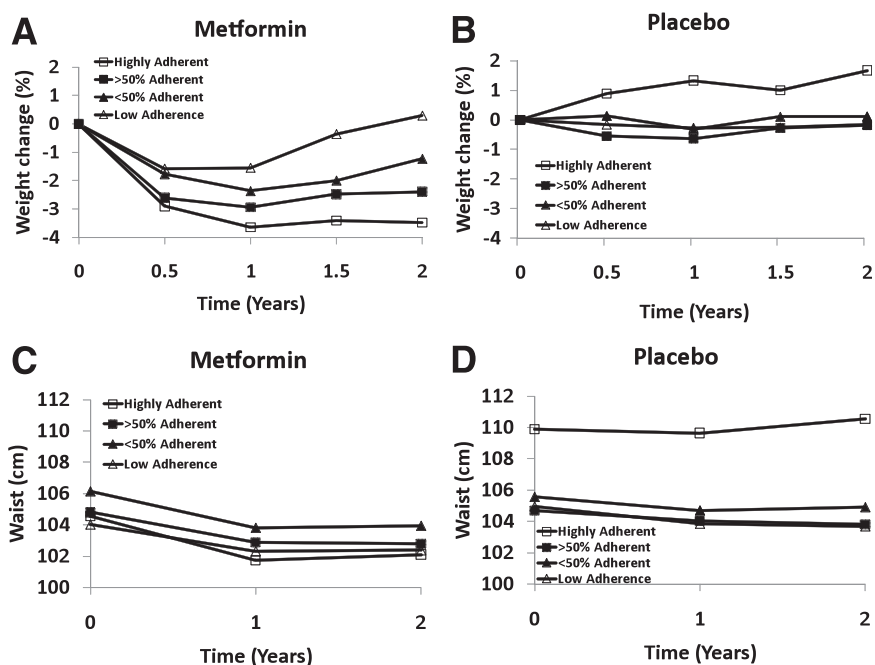 A
Metformin
Weight change (%)
2
1
0
-1
-2
-3
-4
Highly Adherent
>50% Adherent
<50% Adherent
Low Adherence
0 0.5 1 1.5 2
Time (Years)
B
Placebo
Weight change (%)
2
1
0
-1
-2
-3
-4
Highly Adherent
>50% Adherent
<50% Adherent
Low Adherence
0 0.5 1 1.5 2
Time (Years)
C
Metformin
Waist (cm)
112
110
108
106
104
102
100
Highly Adherent
>50% Adherent
<50% Adherent
Low Adherence
0 1 2
Time (Years)
D
Placebo
Waist (cm)
112
110
108
106
104
102
100
Highly Adherent
>50% Adherent
<50% Adherent
Low Adherence
0 1 2
Time (Years)